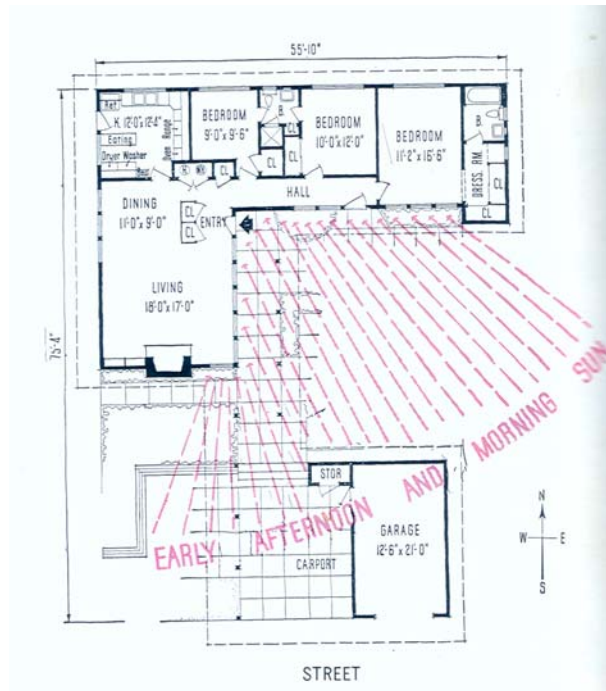 55'-10"
Ref.
K. 12'-0"x 12'-4"
Eating
Dryer Washer
Oven Range
BEDROOM
9'-0"x 9'-6"
B.
CL
CL
CL
CL
BEDROOM
10'-0"x 12'-0"
BEDROOM
11'-2"x 16'-6"
DRESS. RM.
CL
CL
HALL
DINING
11'-0"x 9'-0"
CL
CL
ENTRY
LIVING
18'-0"x 17'-0"
75'-4"
EARLY AFTERNOON AND MORNING SUN
STOR
GARAGE
12'-6"x 21'-0"
CARPORT
N
W
E
S
STREET